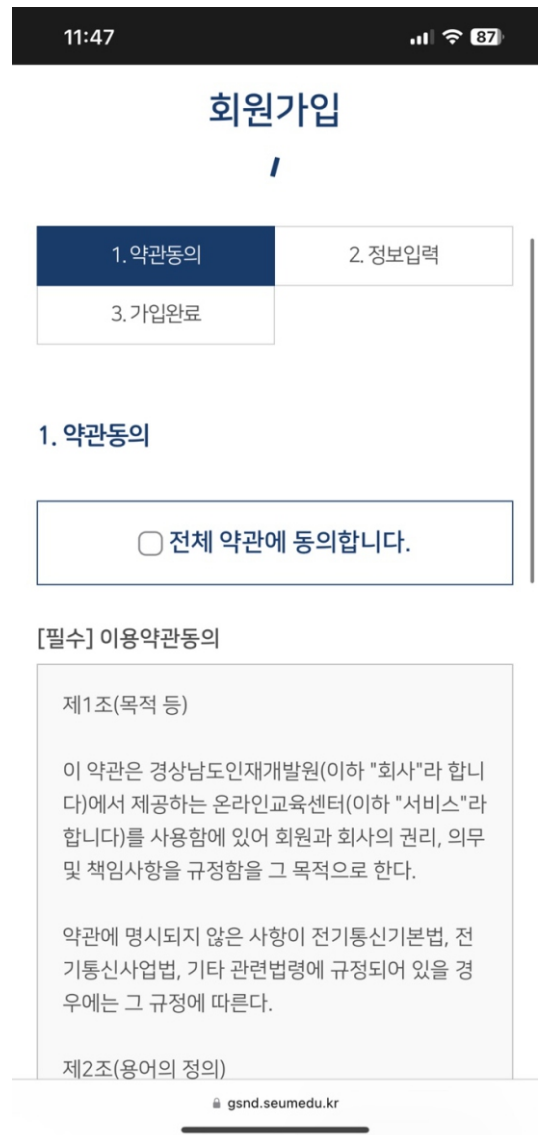 11:47
87
회원가입
1. 약관동의
2. 정보입력
3. 가입완료
1. 약관동의
전체 약관에 동의합니다.
[필수] 이용약관동의
제1조(목적 등)
이 약관은 경상남도인재개발원(이하 "회사"라 합니
다)에서 제공하는 온라인교육센터(이하 "서비스"라
합니다)를 사용함에 있어 회원과 회사의 권리, 의무
및 책임사항을 규정함을 그 목적으로 한다.
약관에 명시되지 않은 사항이 전기통신기본법, 전
기통신사업법, 기타 관련법령에 규정되어 있을 경
우에는 그 규정에 따른다.
제2조(용어의 정의)
gsnd.seumedu.kr